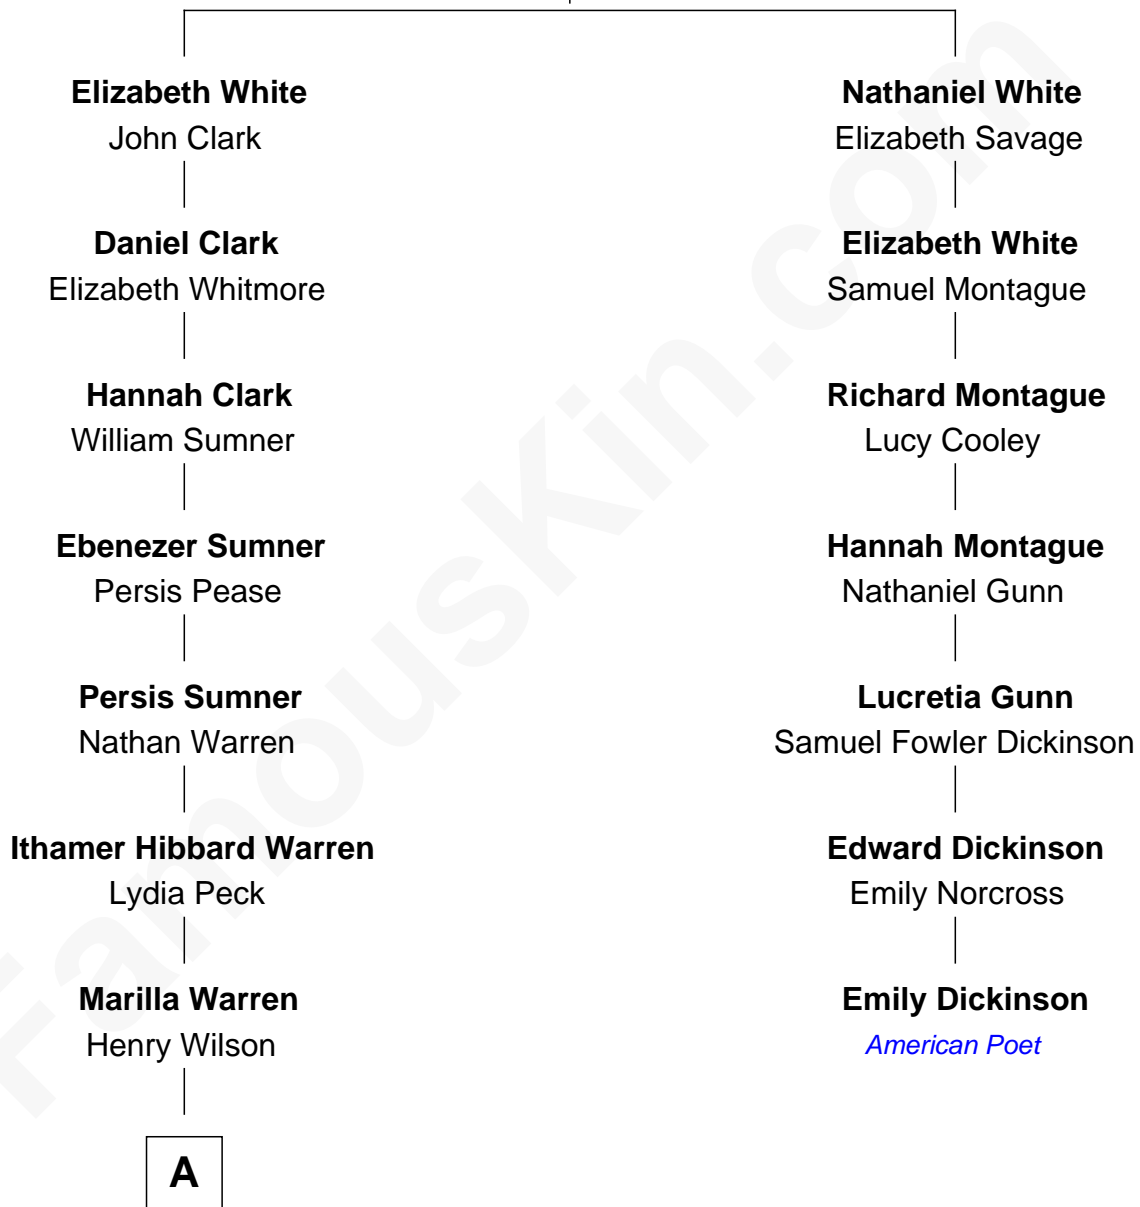 Elizabeth White
John Clark
Daniel Clark
Elizabeth Whitmore
Hannah Clark
William Sumner
Ebenezer Sumner
Persis Pease
Persis Sumner
Nathan Warren
Ithamer Hibbard Warren
Lydia Peck
Marilla Warren
Henry Wilson
A
Nathaniel White
Elizabeth Savage
Elizabeth White
Samuel Montague
Richard Montague
Lucy Cooley
Hannah Montague
Nathaniel Gunn
Lucretia Gunn
Samuel Fowler Dickinson
Edward Dickinson
Emily Norcross
Emily Dickinson
American Poet
FamousKin.com